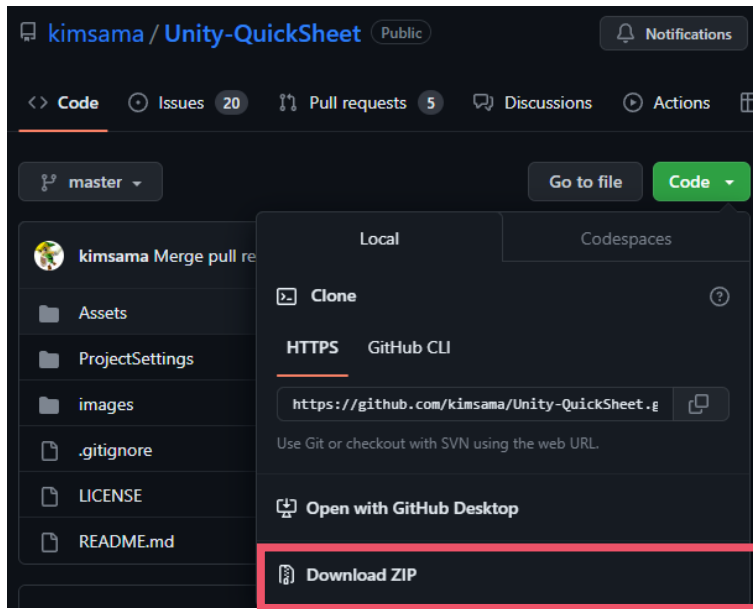 kimsama / Unity-QuickSheet Public
Notifications
Code Issues 20 Pull requests 5 Discussions Actions
master Go to file Code
Local Codespaces
kimsama Merge pull re
Clone
Assets
HTTPS GitHub CLI
ProjectSettings
https://github.com/kimsama/Unity-QuickSheet.g
images
Use Git or checkout with SVN using the web URL.
.gitignore
LICENSE
Open with GitHub Desktop
README.md
Download ZIP